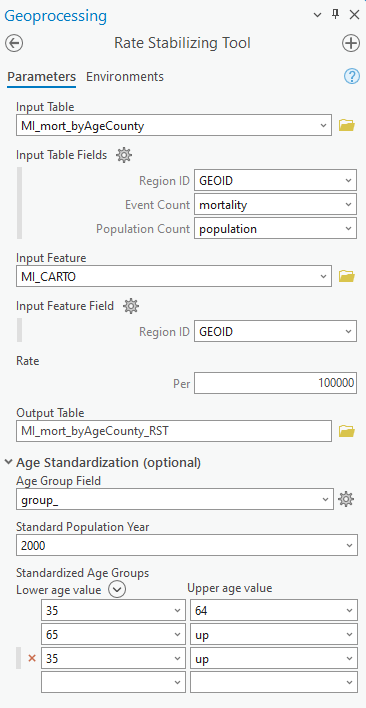 Geoprocessing
Rate Stabilizing Tool
Parameters Environments
Input Table
MI_mort_byAgeCounty
Input Table Fields
Region ID GEOID
Event Count mortality
Population Count population
Input Feature
MI_CARTO
Input Feature Field
Region ID GEOID
Rate
Per 100000
Output Table
MI_mort_byAgeCounty_RST
Age Standardization (optional)
Age Group Field
group_
Standard Population Year
2000
Standardized Age Groups
Lower age value Upper age value
35 64
65 up
35 up